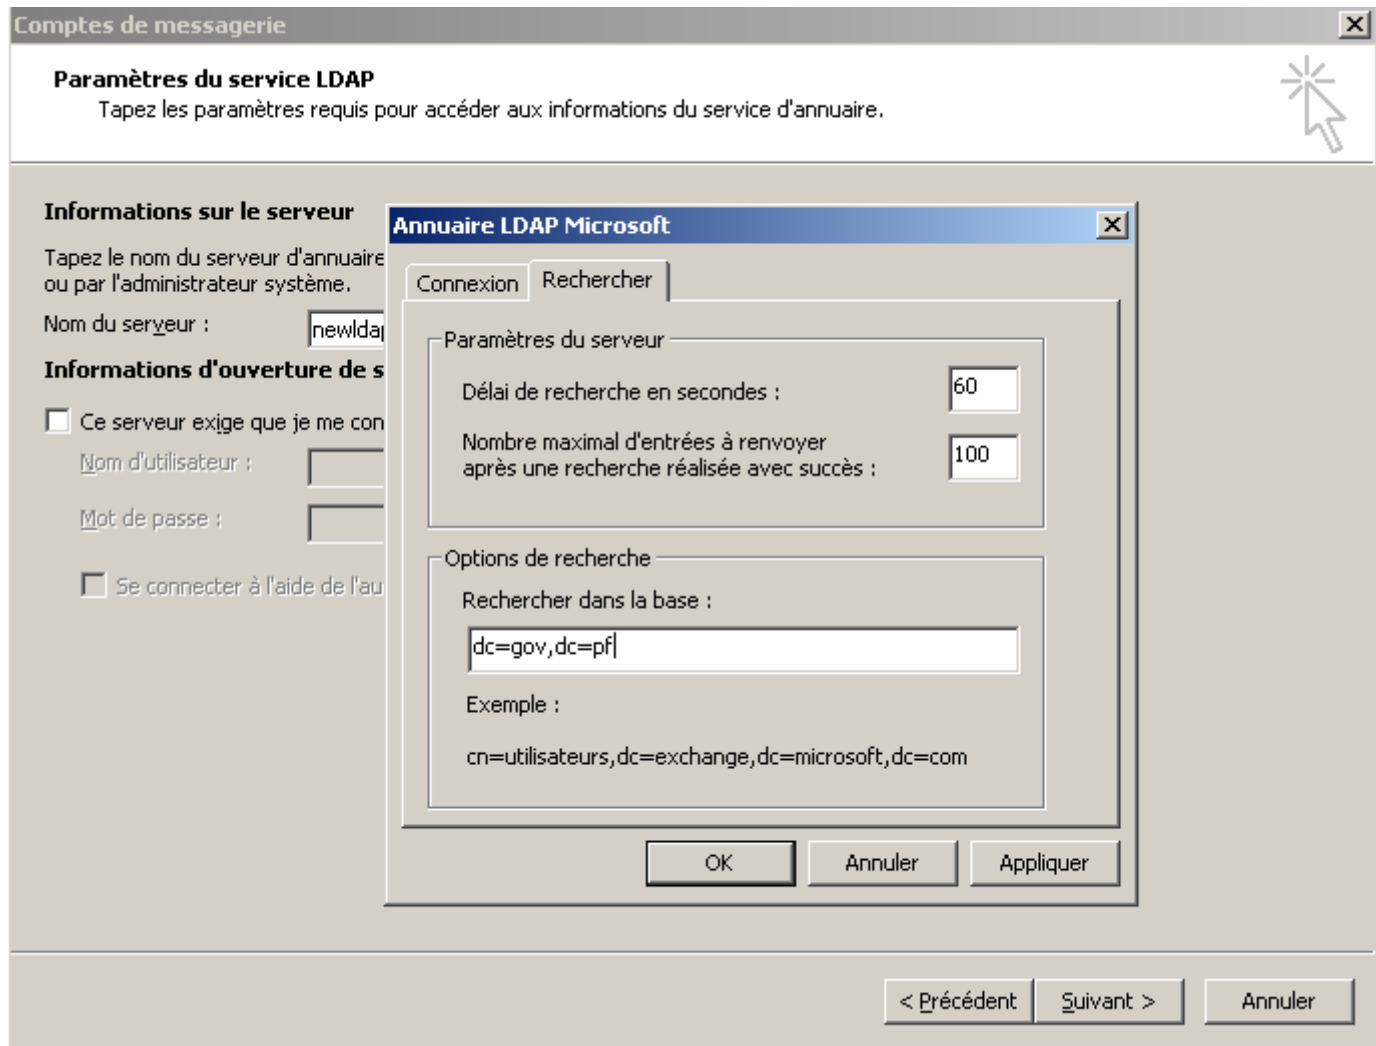 Comptes de messagerie
Paramètres du service LDAP
Tapez les paramètres requis pour accéder aux informations du service d'annuaire.
Informations sur le serveur
Tapez le nom du serveur d'annuaire
ou par l'administrateur système.
Nom du serveur :
Informations d'ouverture de
Ce serveur exige que je me
Nom d'utilisateur :
Mot de passe :
Se connecter à l'aide de
Annuaire LDAP Microsoft
Connexion
Rechercher
Paramètres du serveur
Délai de recherche en secondes :
60
Nombre maximal d'entrées à renvoyer
après une recherche réalisée avec succès :
100
Options de recherche
Rechercher dans la base :
dc=gov,dc=pf
Exemple :
cn=utilisateurs,dc=exchange,dc=microsoft,dc=com
OK
Annuler
Appliquer
< Précédent
Suivant >
Annuler